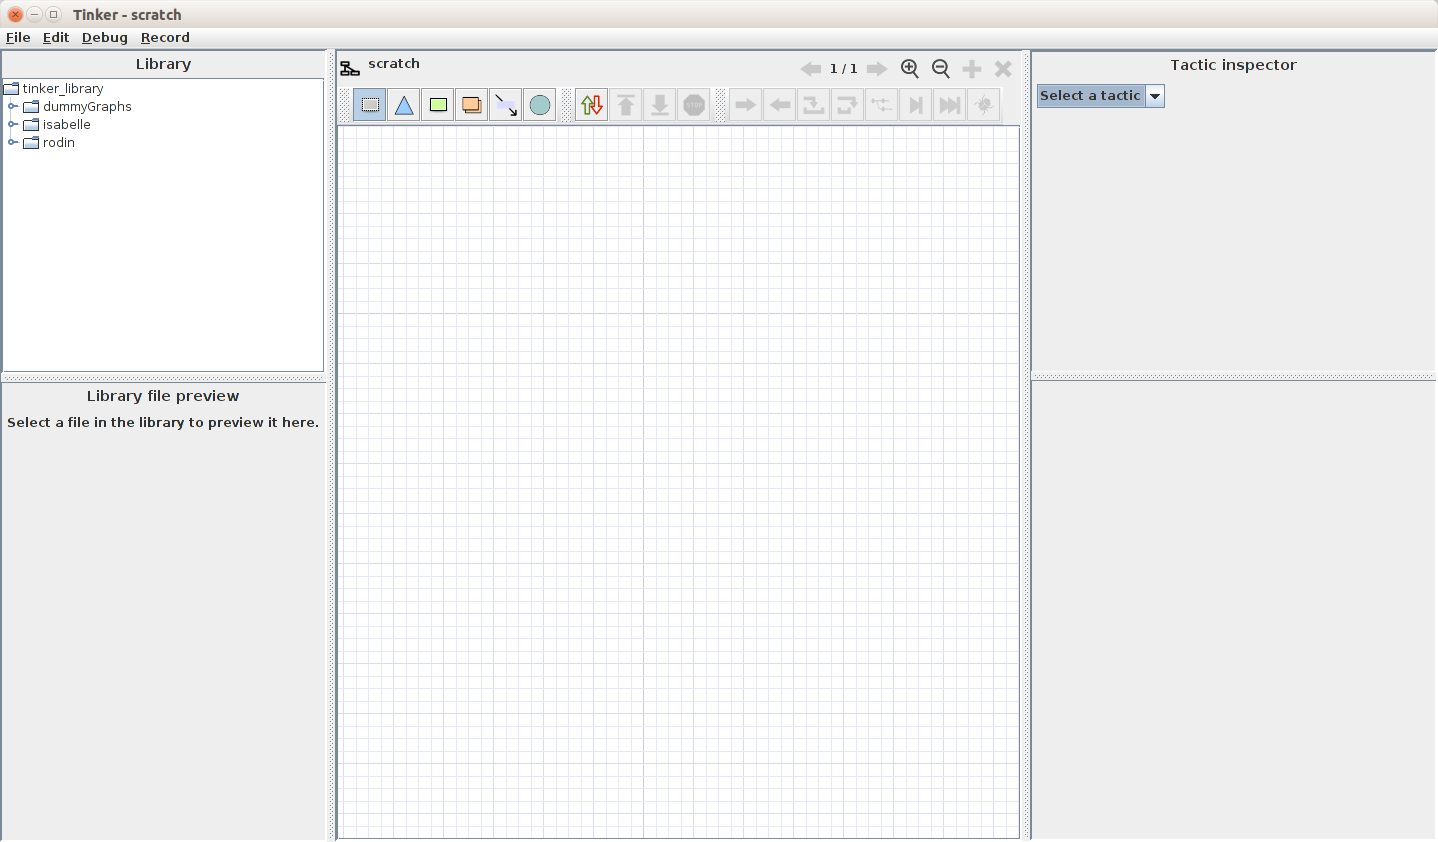 Tinker - scratch
File Edit Debug Record
Library
tinker_library
dummyGraphs
isabelle
rodin
Library file preview
Select a file in the library to preview it here.
scratch
1 / 1
STOP
Tactic inspector
Select a tactic